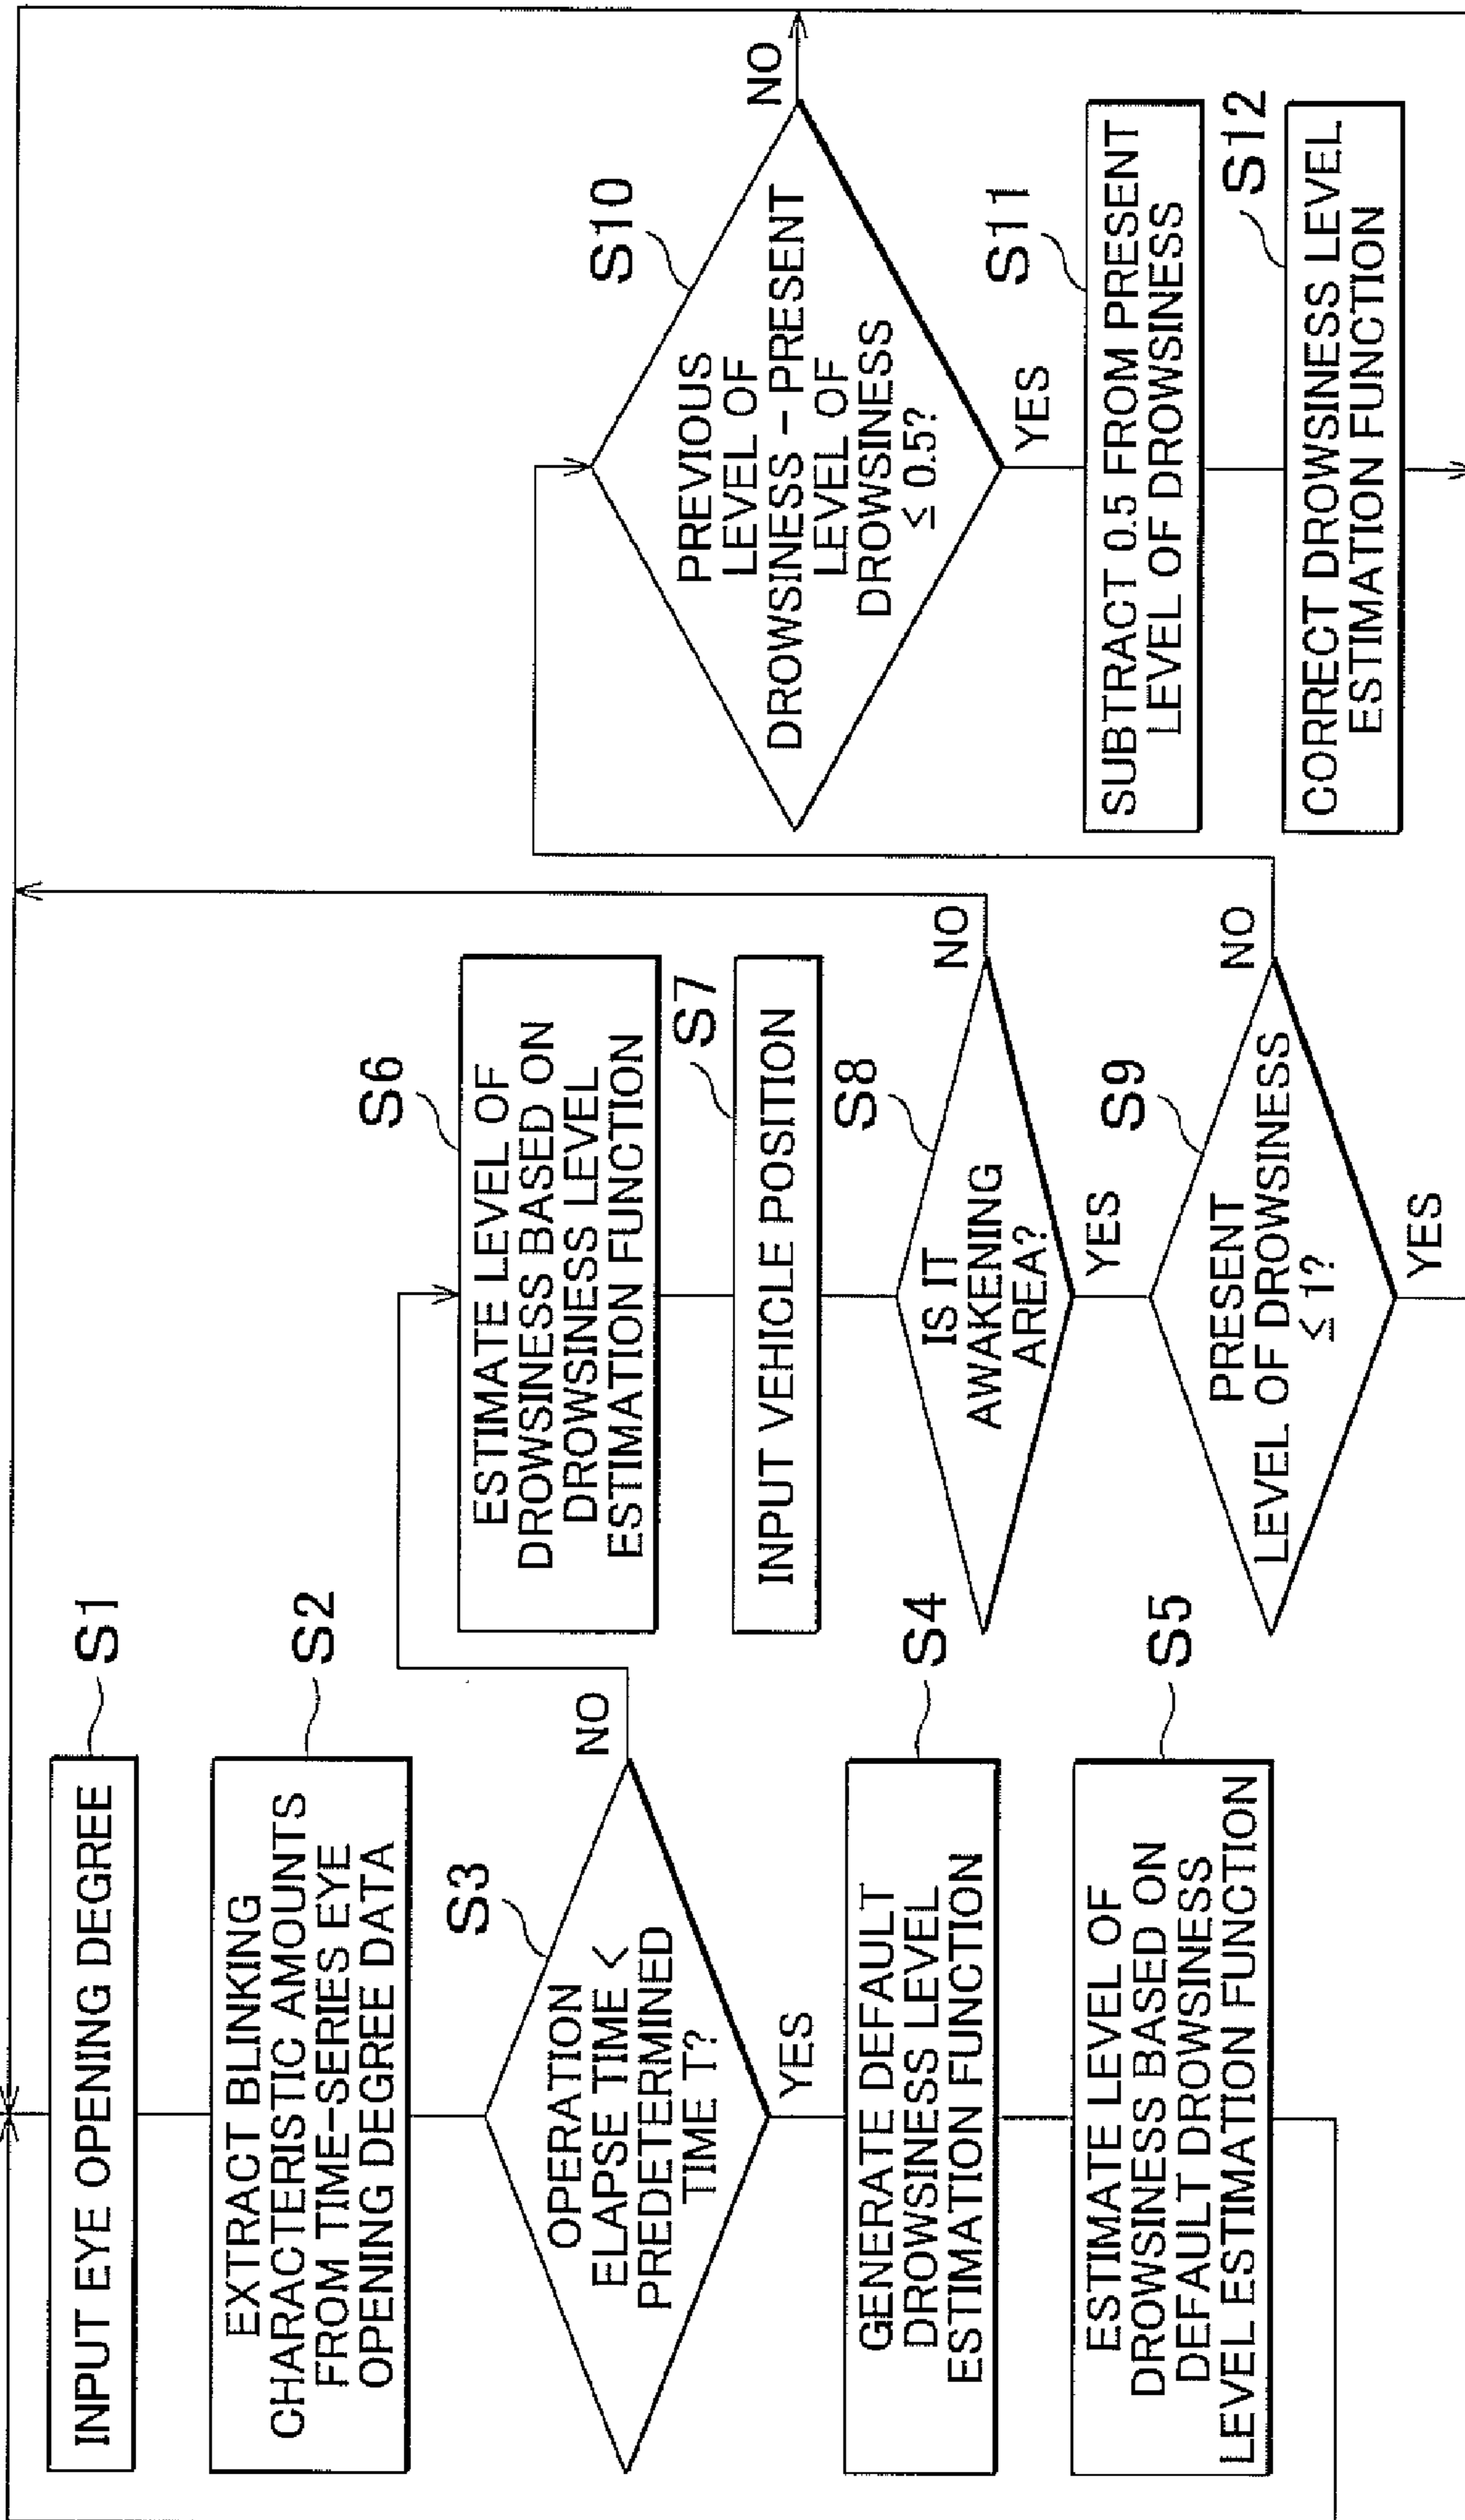 S1
INPUT EYE OPENING DEGREE
S2
EXTRACT BLINKING
CHARACTERISTIC AMOUNTS
FROM TIME-SERIES EYE
OPENING DEGREE DATA
S3
OPERATION
ELAPSE TIME <
PREDETERMINED
TIME T?
NO
YES
S4
GENERATE DEFAULT
DROWSINESS LEVEL
ESTIMATION FUNCTION
S5
ESTIMATE LEVEL OF
DROWSINESS BASED ON
DEFAULT DROWSINESS
LEVEL ESTIMATION FUNCTION
S6
ESTIMATE LEVEL OF
DROWSINESS BASED ON
DROWSINESS LEVEL
ESTIMATION FUNCTION
S7
INPUT VEHICLE POSITION
S8
IS IT
AWAKENING
AREA?
NO
YES
S9
PRESENT
LEVEL OF DROWSINESS
≤ 1?
NO
YES
S10
PREVIOUS
LEVEL OF
DROWSINESS - PRESENT
LEVEL OF
DROWSINESS
≤ 0.5?
NO
YES
S11
SUBTRACT 0.5 FROM PRESENT
LEVEL OF DROWSINESS
S12
CORRECT DROWSINESS LEVEL
ESTIMATION FUNCTION